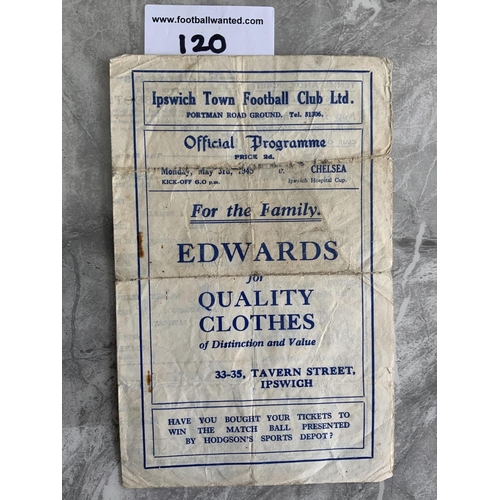 www.footballwanted.com
120
Ipswich Town Football Club Ltd.
PORTMAN ROAD GROUND. Tel. 51306.
Official Programme
PRICE 2d.
Monday, May 3rd, v. CHELSEA
KICK-OFF 6.0 p.m. Ipswich Hospital Cup.
For the Family.
EDWARDS
for
QUALITY
CLOTHES
of Distinction and Value
33-35, TAVERN STREET,
IPSWICH
HAVE YOU BOUGHT YOUR TICKETS TO
WIN THE MATCH BALL PRESENTED
BY HODGSON'S SPORTS DEPOT?